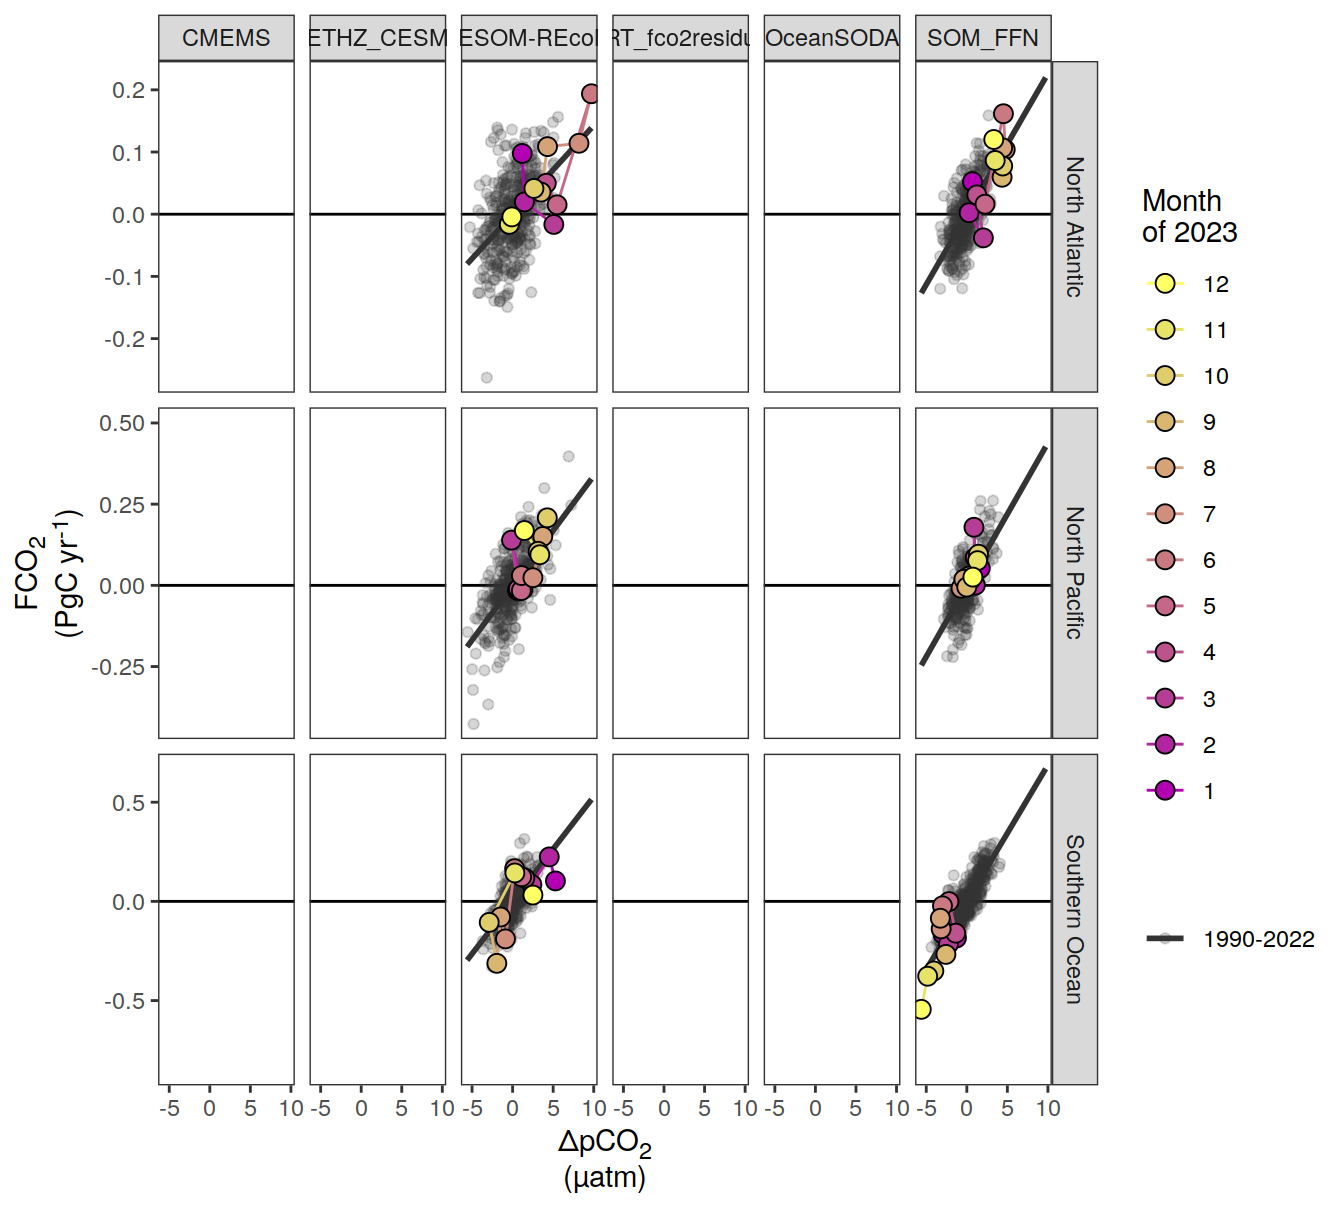 CMEMS ETHZ_CESM ESOM-REcoM RT_fco2residu OceanSODA SOM_FFN
0.2
0.1
0.0
-0.1
-0.2
North Atlantic
0.50
0.25
0.00
-0.25
North Pacific
0.5
0.0
-0.5
Southern Ocean
-5 0 5 10 -5 0 5 10 -5 0 5 10 -5 0 5 10 -5 0 5 10 -5 0 5 10
ΔpCO₂
(µatm)
FCO₂
(PgC yr⁻¹)
Month
of 2023
12
11
10
9
8
7
6
5
4
3
2
1
1990-2022